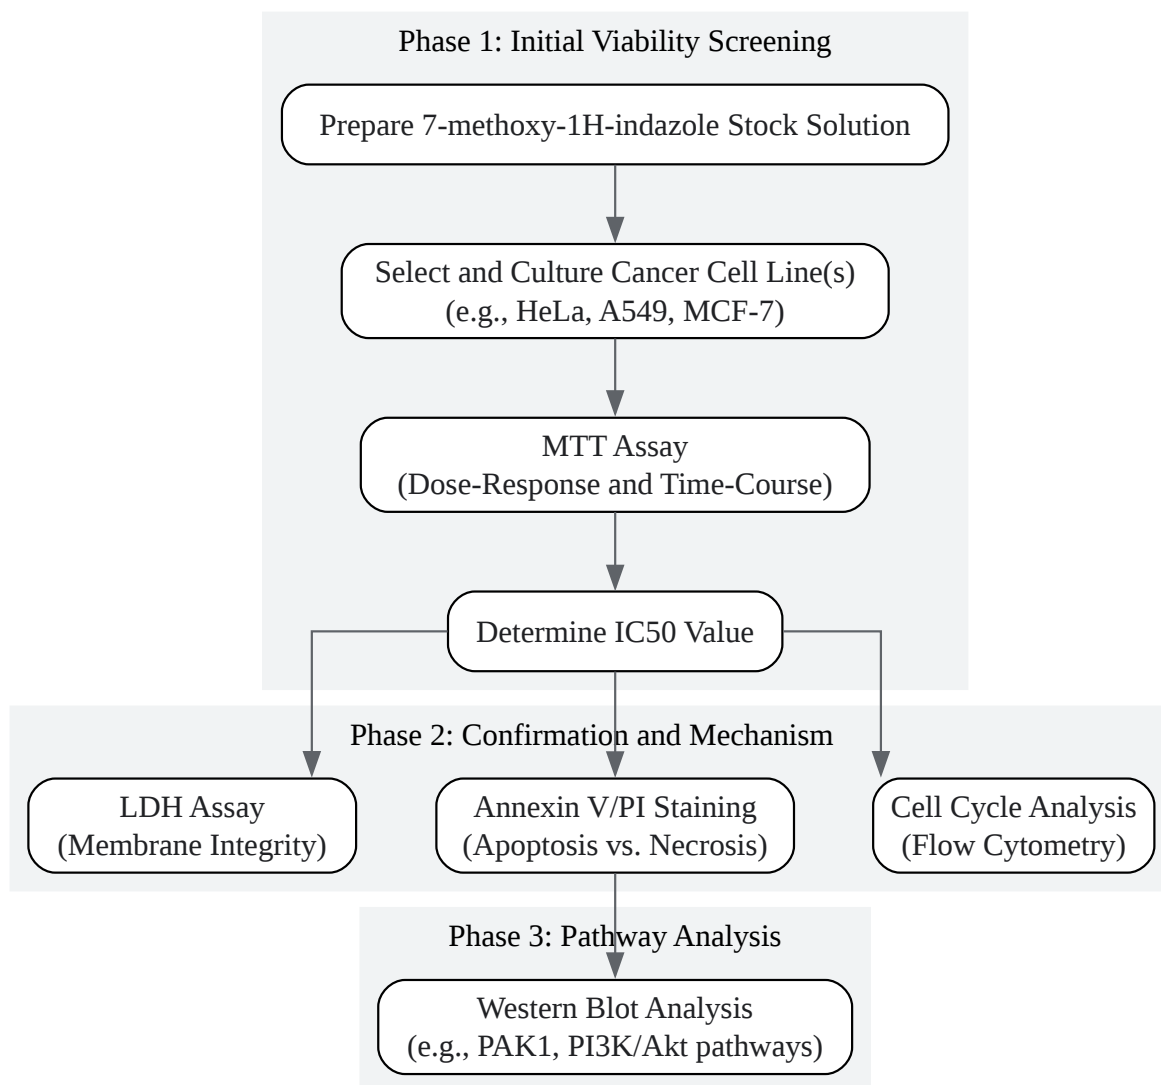 Phase 1: Initial Viability Screening
Prepare 7-methoxy-1H-indazole Stock Solution
Select and Culture Cancer Cell Line(s)
(e.g., HeLa, A549, MCF-7)
MTT Assay
(Dose-Response and Time-Course)
Determine IC50 Value
Phase 2: Confirmation and Mechanism
LDH Assay
(Membrane Integrity)
Annexin V/PI Staining
(Apoptosis vs. Necrosis)
Cell Cycle Analysis
(Flow Cytometry)
Phase 3: Pathway Analysis
Western Blot Analysis
(e.g., PAK1, PI3K/Akt pathways)